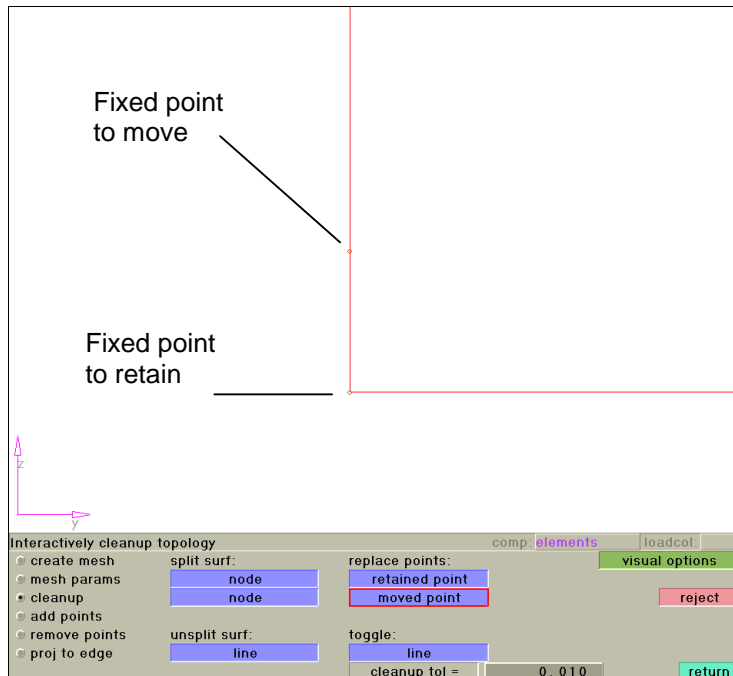 Fixed point
to move
Fixed point
to retain
z
y
Interactively cleanup topology comp: elements loadcol:
create mesh split surf: replace points: visual options
mesh params node retained point
cleanup node moved point reject
add points
remove points unsplit surf: toggle:
proj to edge line line
cleanup tol = 0.010 return